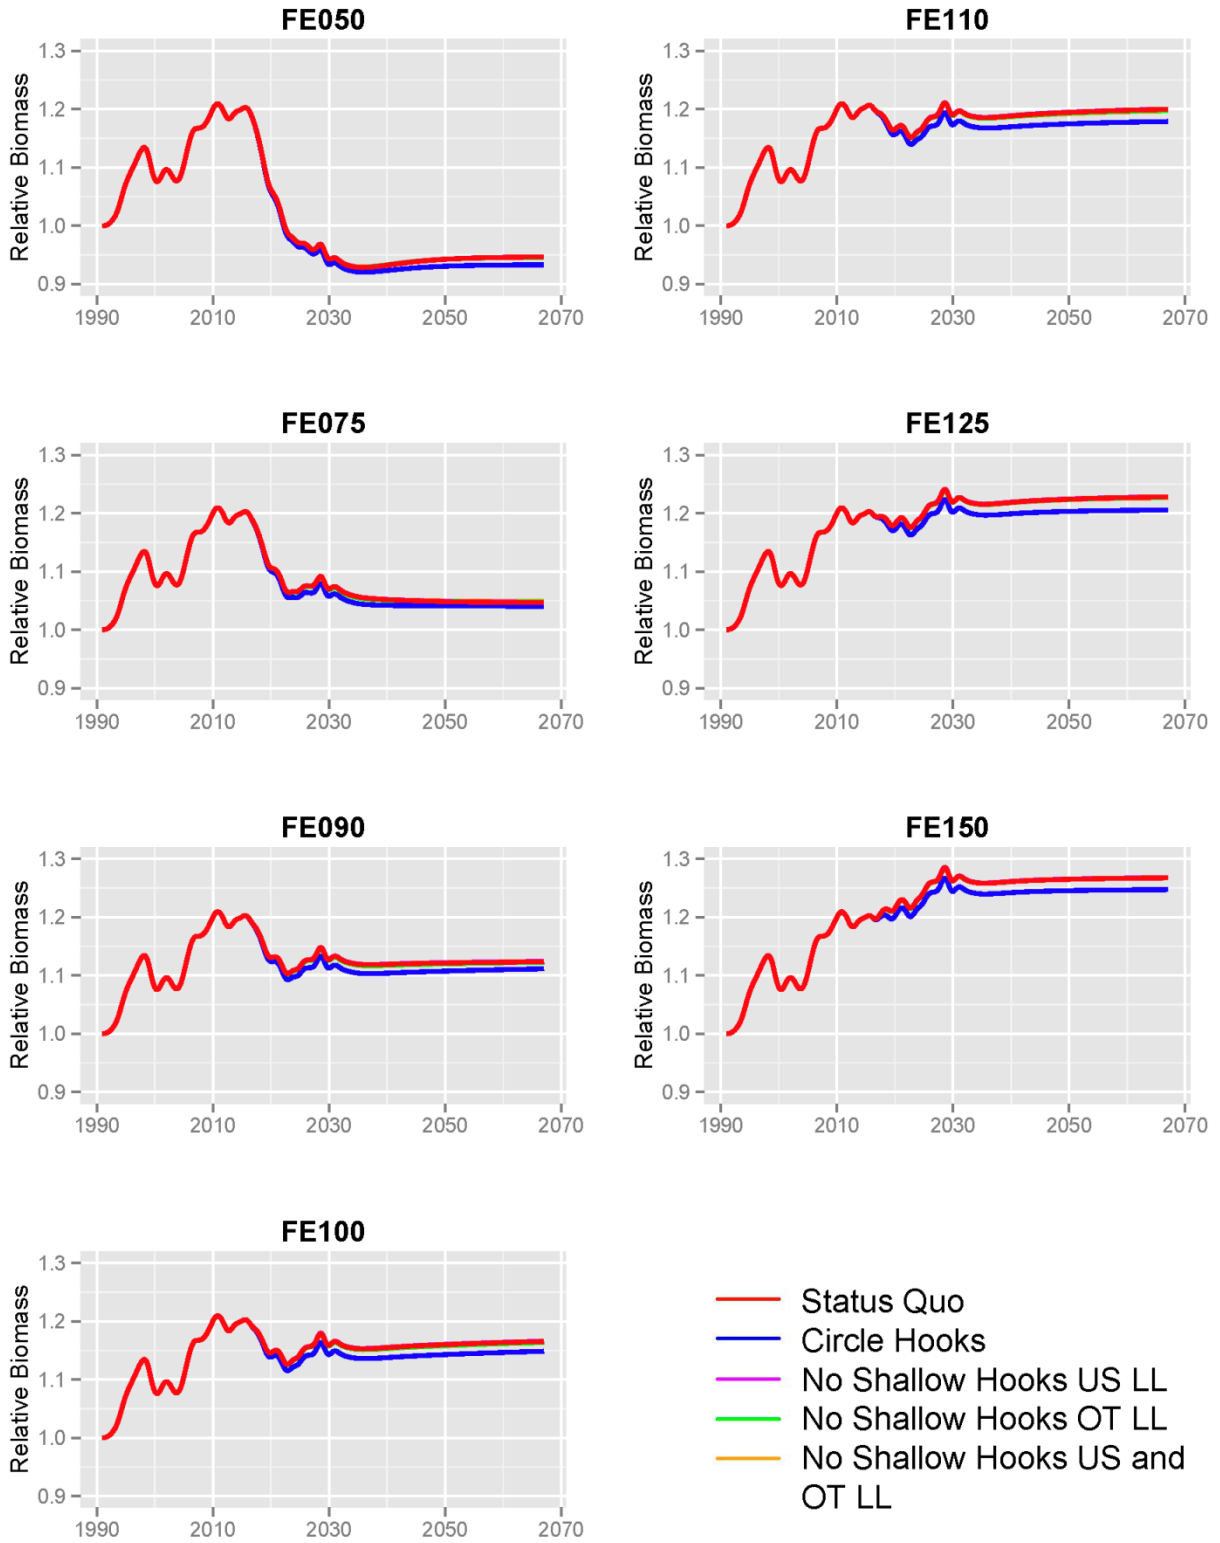 FE050
1.3
1.2
1.1
1.0
0.9
Relative Biomass
1990 2010 2030 2050 2070
FE110
1.3
1.2
1.1
1.0
0.9
Relative Biomass
1990 2010 2030 2050 2070
FE075
1.3
1.2
1.1
1.0
0.9
Relative Biomass
1990 2010 2030 2050 2070
FE125
1.3
1.2
1.1
1.0
0.9
Relative Biomass
1990 2010 2030 2050 2070
FE090
1.3
1.2
1.1
1.0
0.9
Relative Biomass
1990 2010 2030 2050 2070
FE150
1.3
1.2
1.1
1.0
0.9
Relative Biomass
1990 2010 2030 2050 2070
FE100
1.3
1.2
1.1
1.0
0.9
Relative Biomass
1990 2010 2030 2050 2070
Status Quo
Circle Hooks
No Shallow Hooks US LL
No Shallow Hooks OT LL
No Shallow Hooks US and
OT LL